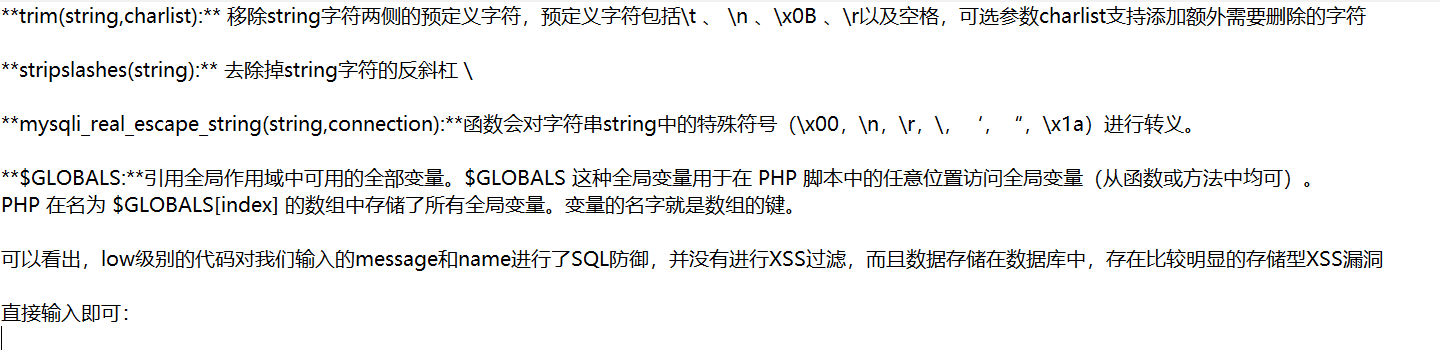 **trim(string,charlist):** 移除string字符两侧的预定义字符，预定义字符包括\t 、 \n 、\x0B 、\r以及空格，可选参数charlist支持添加额外需要删除的字符
**stripslashes(string):** 去除掉string字符的反斜杠 \
**mysqli_real_escape_string(string,connection):**函数会对字符串string中的特殊符号（\x00，\n，\r，\，‘，“，\x1a）进行转义。
**$GLOBALS:**引用全局作用域中可用的全部变量。$GLOBALS 这种全局变量用于在 PHP 脚本中的任意位置访问全局变量（从函数或方法中均可）。
PHP 在名为 $GLOBALS[index] 的数组中存储了所有全局变量。变量的名字就是数组的键。
可以看出，low级别的代码对我们输入的message和name进行了SQL防御，并没有进行XSS过滤，而且数据存储在数据库中，存在比较明显的存储型XSS漏洞
直接输入即可：